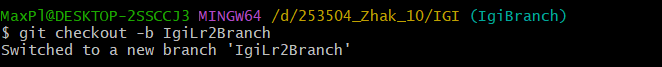 MaxPl@DESKTOP-2SSCCJ3 MINGW64 /d/253504_Zhak_10/IGI (IgiBranch)
$ git checkout -b IgiLr2Branch
Switched to a new branch 'IgiLr2Branch'